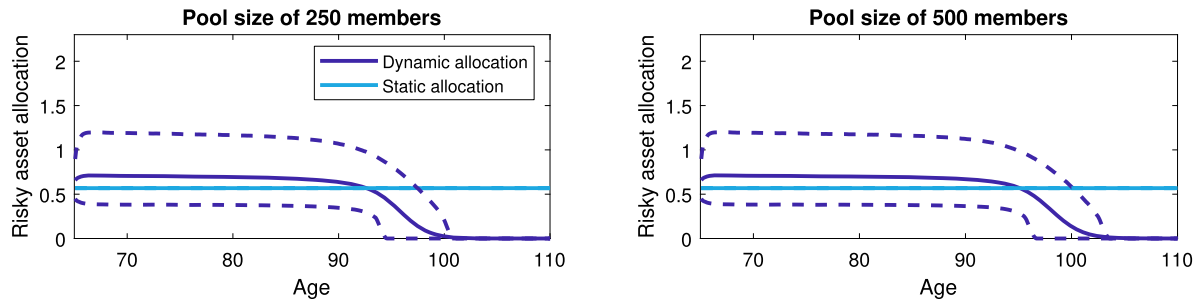 Pool size of 250 members
Risky asset allocation
2
1.5
1
0.5
0
Dynamic allocation
Static allocation
70
80
90
100
110
Age
Pool size of 500 members
Risky asset allocation
2
1.5
1
0.5
0
70
80
90
100
110
Age